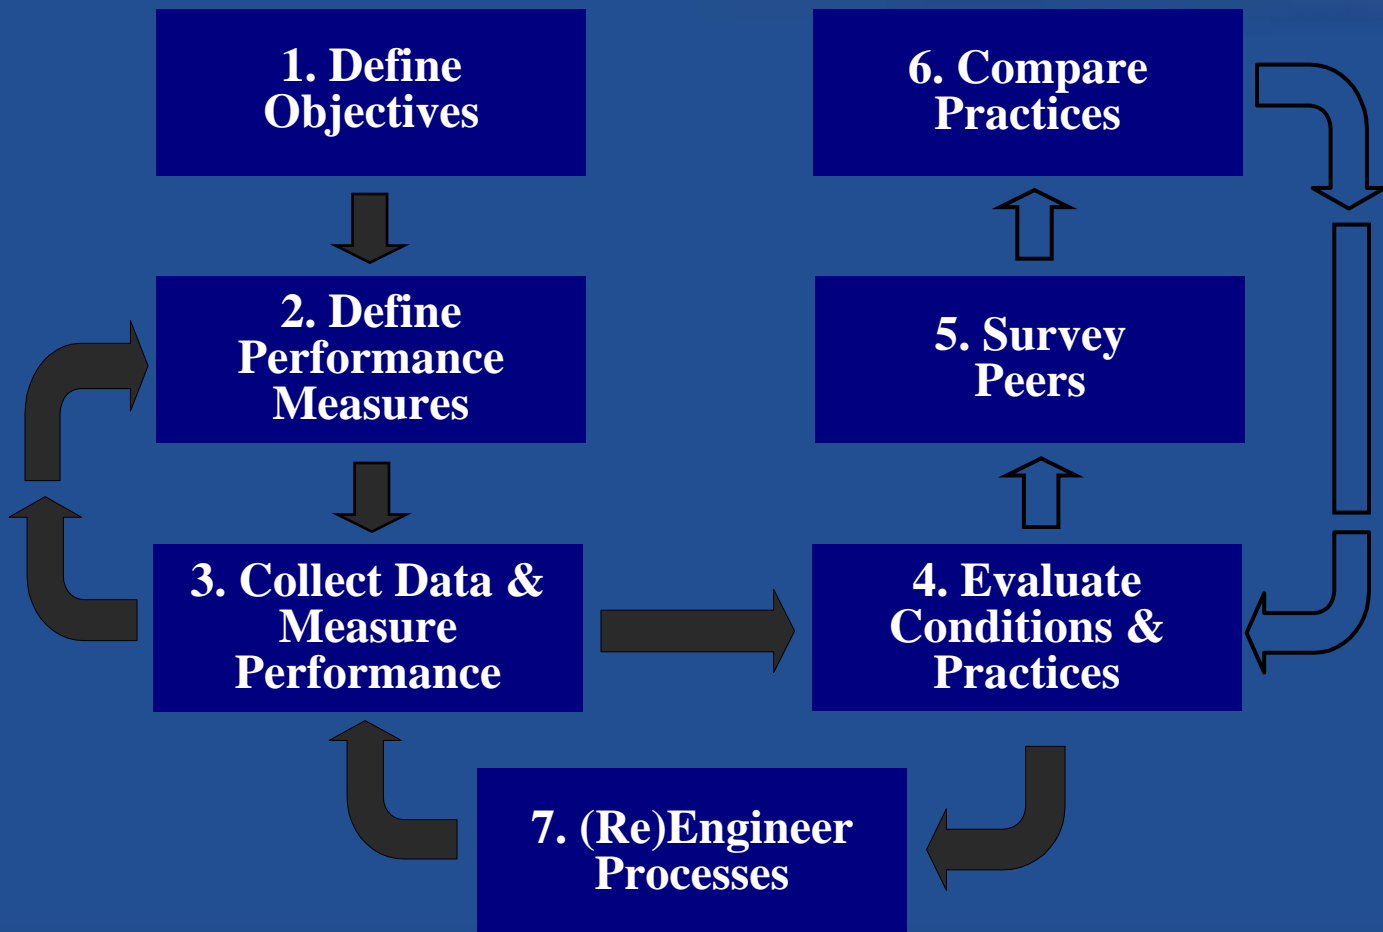 1. Define
Objectives
2. Define
Performance
Measures
3. Collect Data &
Measure
Performance
4. Evaluate
Conditions &
Practices
5. Survey
Peers
6. Compare
Practices
7. (Re)Engineer
Processes